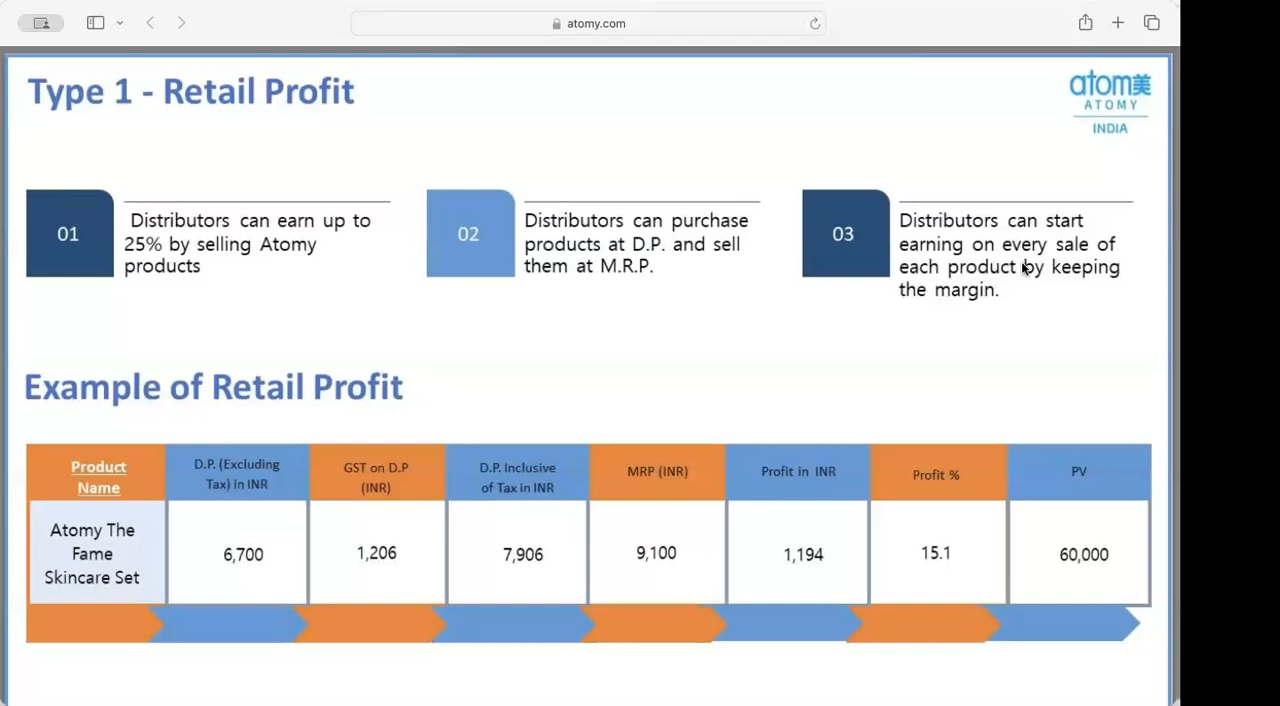 atomy.com
Type 1 - Retail Profit
atom美
ATOMY
INDIA
01
Distributors can earn up to
25% by selling Atomy
products
02
Distributors can purchase
products at D.P. and sell
them at M.R.P.
03
Distributors can start
earning on every sale of
each product by keeping
the margin.
Example of Retail Profit
Product
Name
D.P. (Excluding
Tax) in INR
GST on D.P
(INR)
D.P. Inclusive
of Tax in INR
MRP (INR)
Profit in INR
Profit %
PV
Atomy The
Fame
Skincare Set
6,700
1,206
7,906
9,100
1,194
15.1
60,000